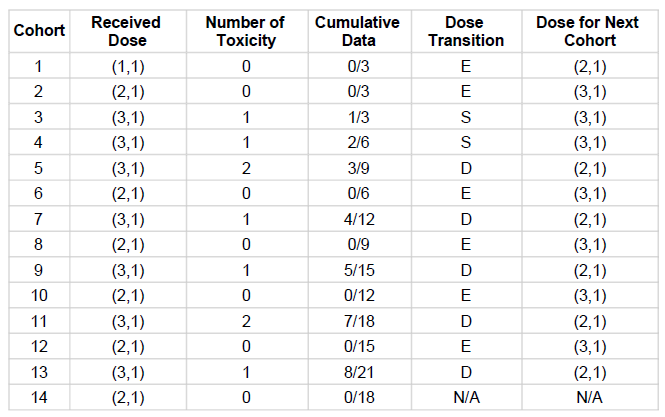 Cohort Received Dose Number of Toxicity Cumulative Data Dose Transition Dose for Next Cohort
1 (1,1) 0 0/3 E (2,1)
2 (2,1) 0 0/3 E (3,1)
3 (3,1) 1 1/3 S (3,1)
4 (3,1) 1 2/6 S (3,1)
5 (3,1) 2 3/9 D (2,1)
6 (2,1) 0 0/6 E (3,1)
7 (3,1) 1 4/12 D (2,1)
8 (2,1) 0 0/9 E (3,1)
9 (3,1) 1 5/15 D (2,1)
10 (2,1) 0 0/12 E (3,1)
11 (3,1) 2 7/18 D (2,1)
12 (2,1) 0 0/15 E (3,1)
13 (3,1) 1 8/21 D (2,1)
14 (2,1) 0 0/18 N/A N/A